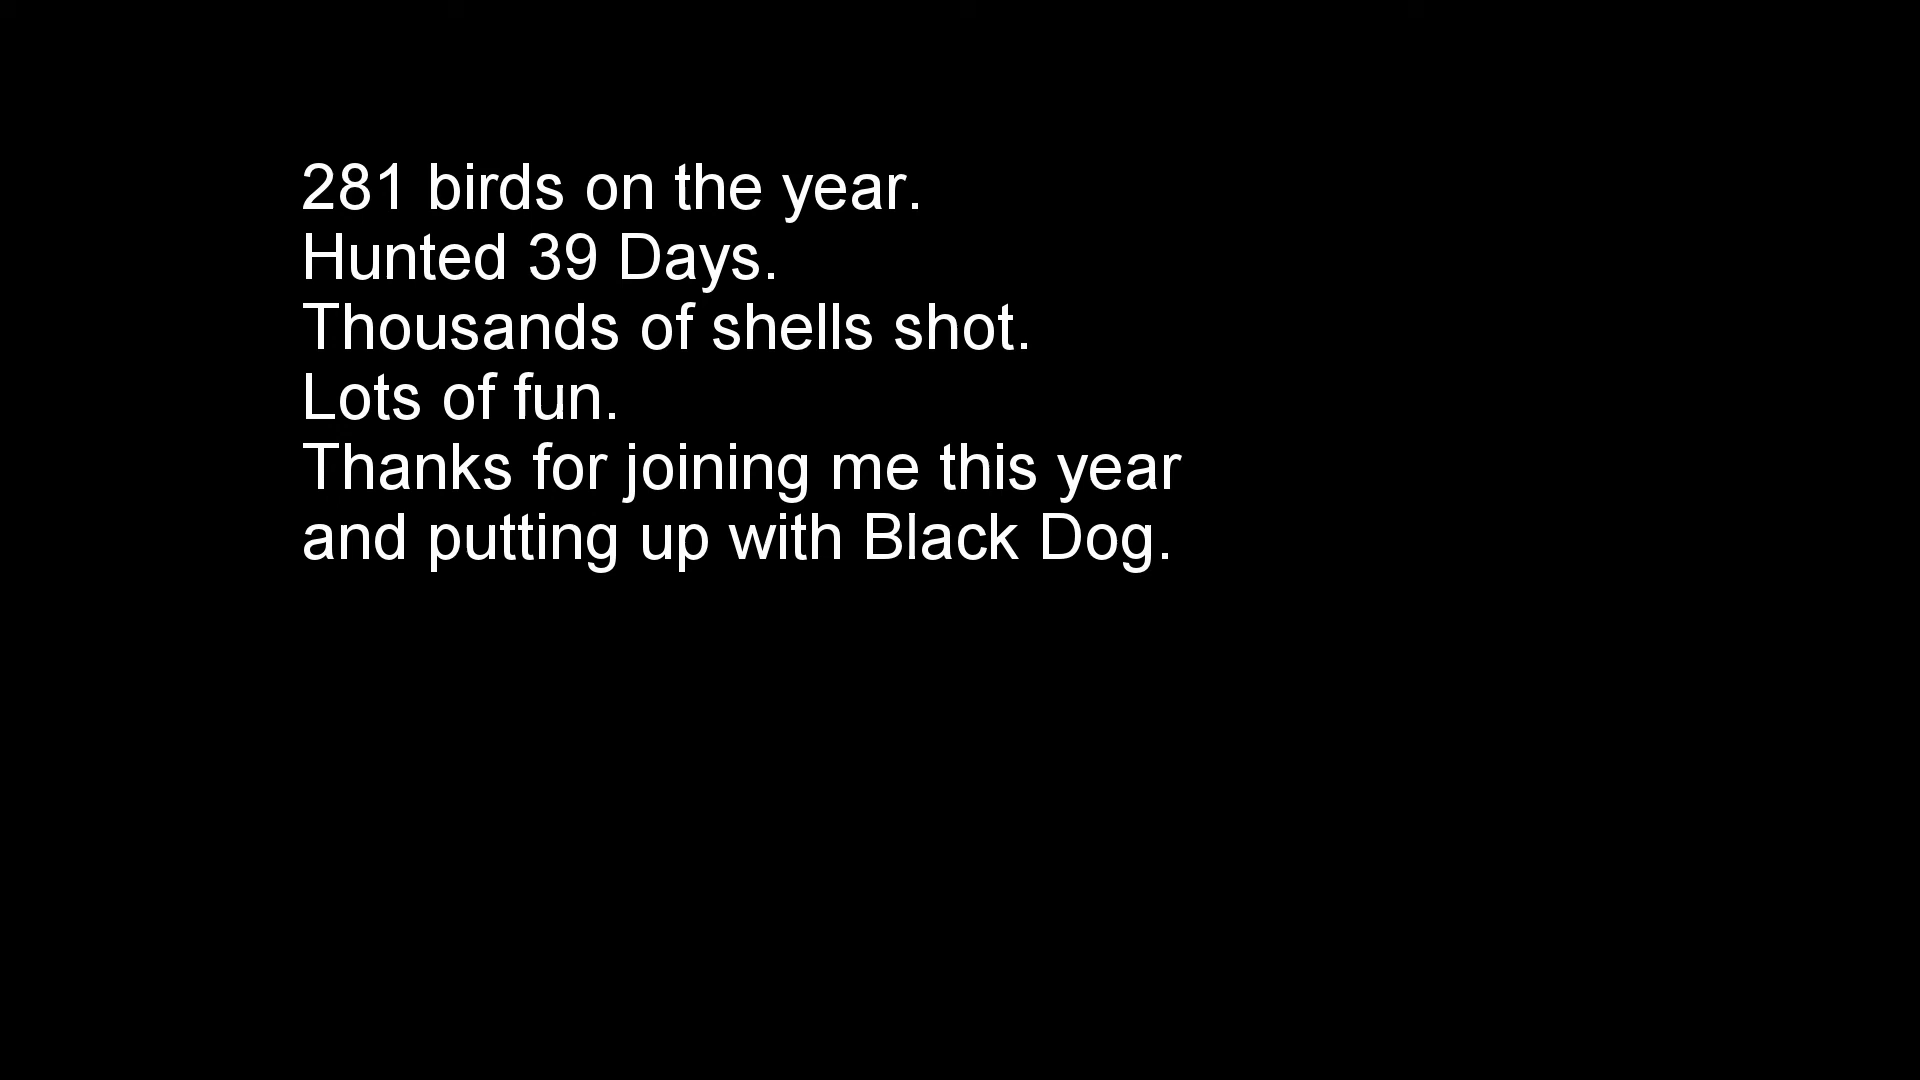 281 birds on the year.
Hunted 39 Days.
Thousands of shells shot.
Lots of fun.
Thanks for joining me this year
and putting up with Black Dog.